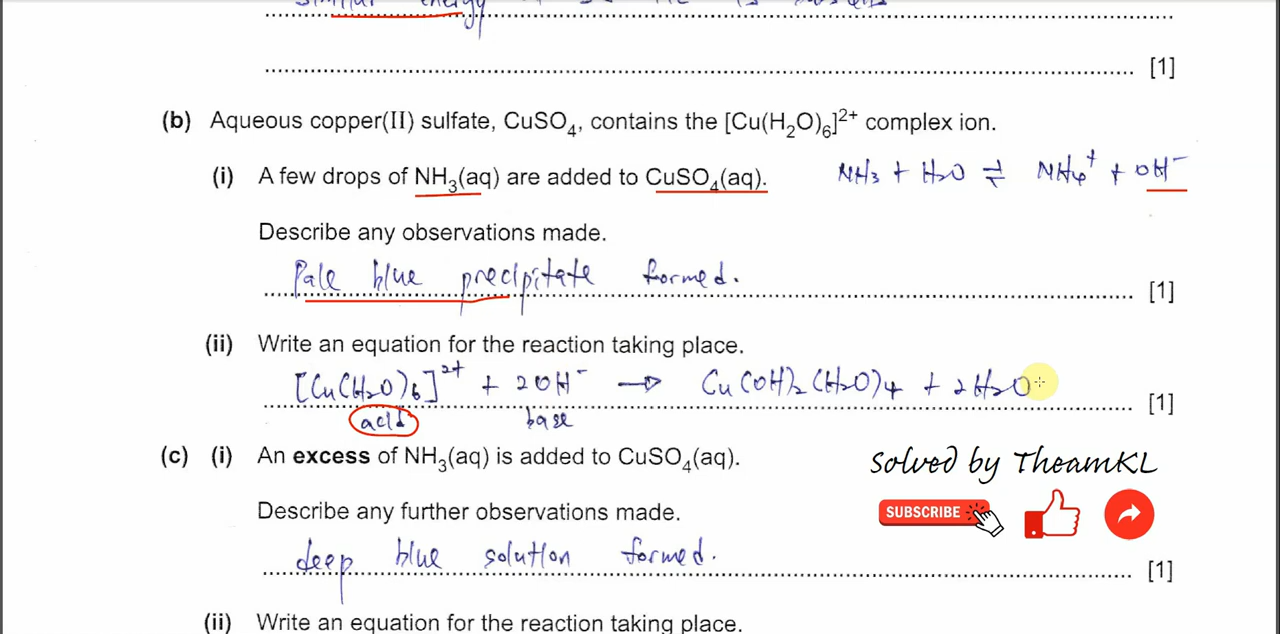 similar energy
[1]
(b) Aqueous copper(II) sulfate, CuSO₄, contains the [Cu(H₂O)₆]²⁺ complex ion.
(i) A few drops of NH₃(aq) are added to CuSO₄(aq). NH₃ + H₂O ⇌ NH₄⁺ + OH⁻
Describe any observations made.
Pale blue precipitate formed.
[1]
(ii) Write an equation for the reaction taking place.
[Cu(H₂O)₆]²⁺ + 2OH⁻ → Cu(OH)₂(H₂O)₄ + 2H₂O
[1]
acid base
(c) (i) An excess of NH₃(aq) is added to CuSO₄(aq).
Solved by TheamKL
Describe any further observations made.
SUBSCRIBE
deep blue solution formed.
[1]
(ii) Write an equation for the reaction taking place.